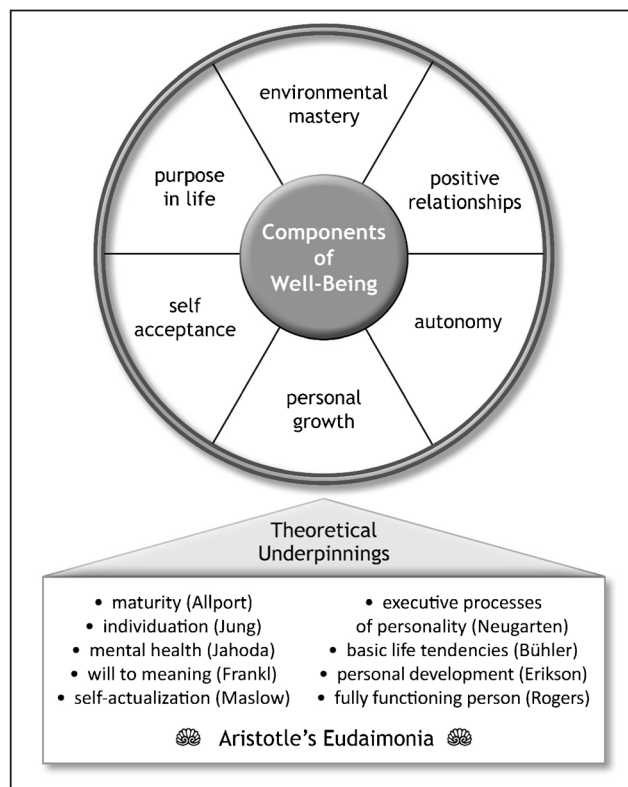 environmental
mastery
positive
relationships
autonomy
personal
growth
self
acceptance
purpose
in life
Components
of
Well-Being
Theoretical
Underpinnings
• maturity (Allport)
• individuation (Jung)
• mental health (Jahoda)
• will to meaning (Frankl)
• self-actualization (Maslow)
• executive processes
of personality (Neugarten)
• basic life tendencies (Bühler)
• personal development (Erikson)
• fully functioning person (Rogers)
Aristotle's Eudaimonia